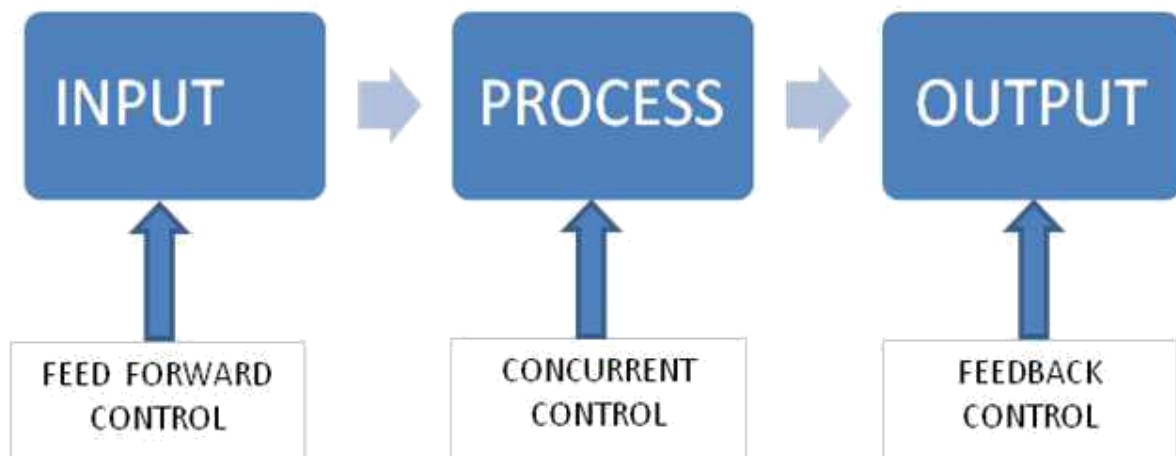 INPUT
PROCESS
OUTPUT
FEED FORWARD
CONTROL
CONCURRENT
CONTROL
FEEDBACK
CONTROL